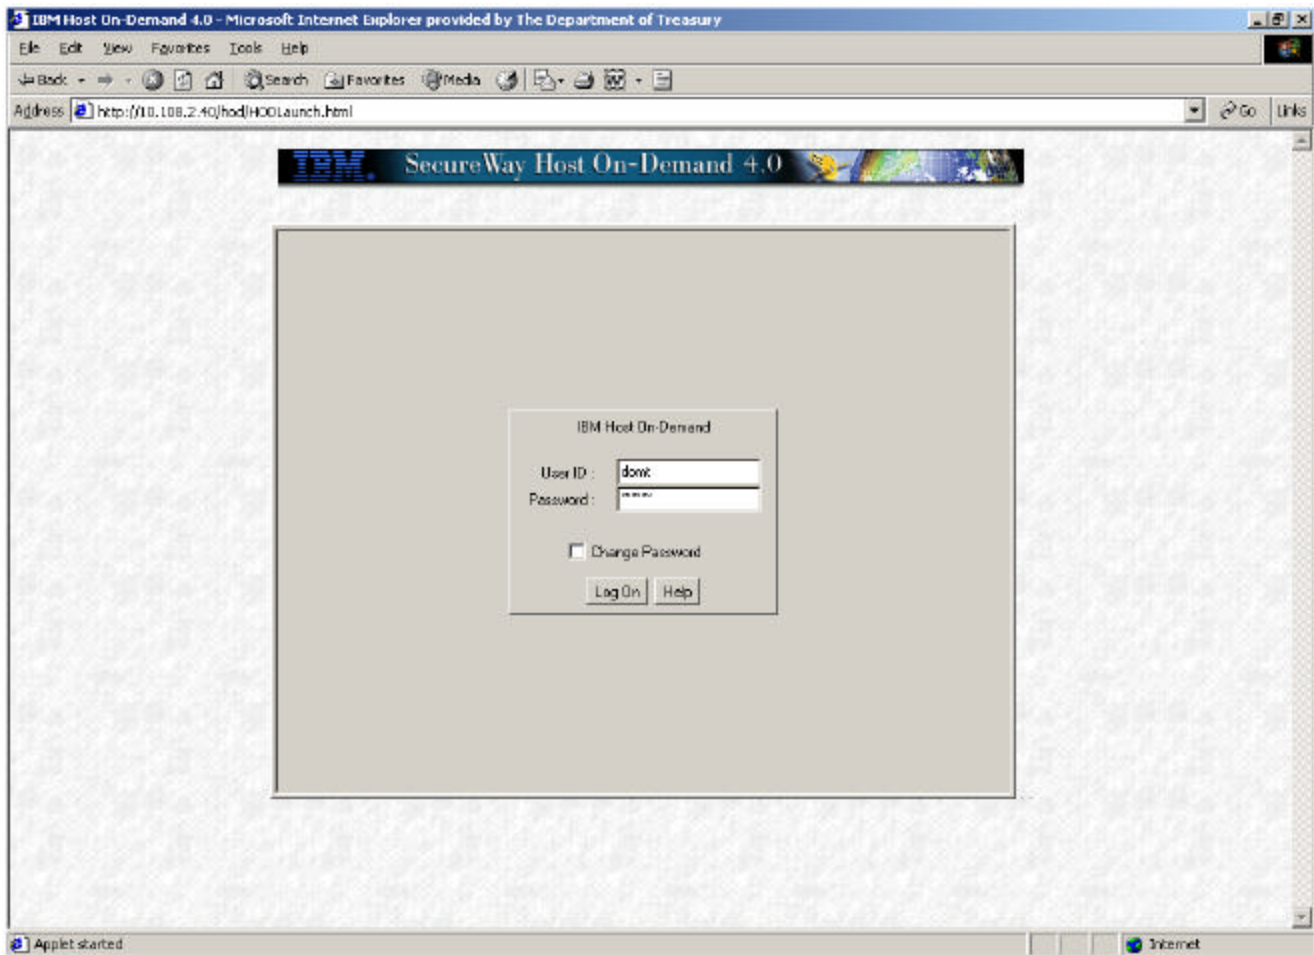 IBM Host On-Demand 4.0 - Microsoft Internet Explorer provided by The Department of Treasury
File Edit View Favorites Tools Help
Back Search Favorites Media
Address http://10.108.2.40/hod/HODLaunch.html Go Links
IBM. SecureWay Host On-Demand 4.0
IBM Host On-Demand
User ID : domt
Password : *****
Change Password
Log On Help
Applet started Internet